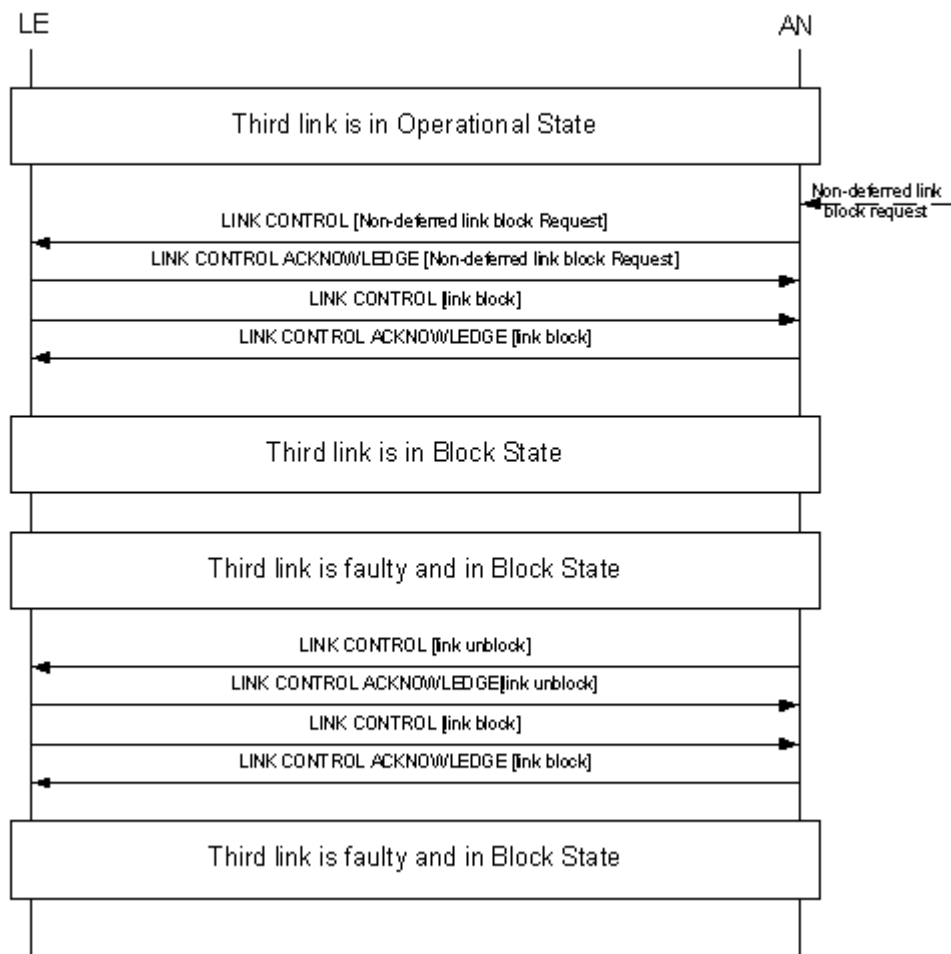 LE
AN
Third link is in Operational State
Non-deferred link
block request
LINK CONTROL [Non-deferred link block Request]
LINK CONTROL ACKNOWLEDGE [Non-deferred link block Request]
LINK CONTROL [link block]
LINK CONTROL ACKNOWLEDGE [link block]
Third link is in Block State
Third link is faulty and in Block State
LINK CONTROL [link unblock]
LINK CONTROL ACKNOWLEDGE[link unblock]
LINK CONTROL [link block]
LINK CONTROL ACKNOWLEDGE [link block]
Third link is faulty and in Block State